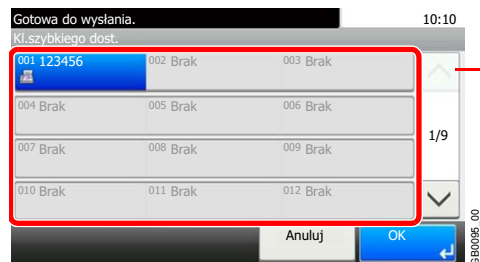 Gotowa do wysłania. 10:10
Kl.szybkiego dost.
001 123456 002 Brak 003 Brak
004 Brak 005 Brak 006 Brak
1/9
007 Brak 008 Brak 009 Brak
010 Brak 011 Brak 012 Brak
Anuluj OK
GB0095_00